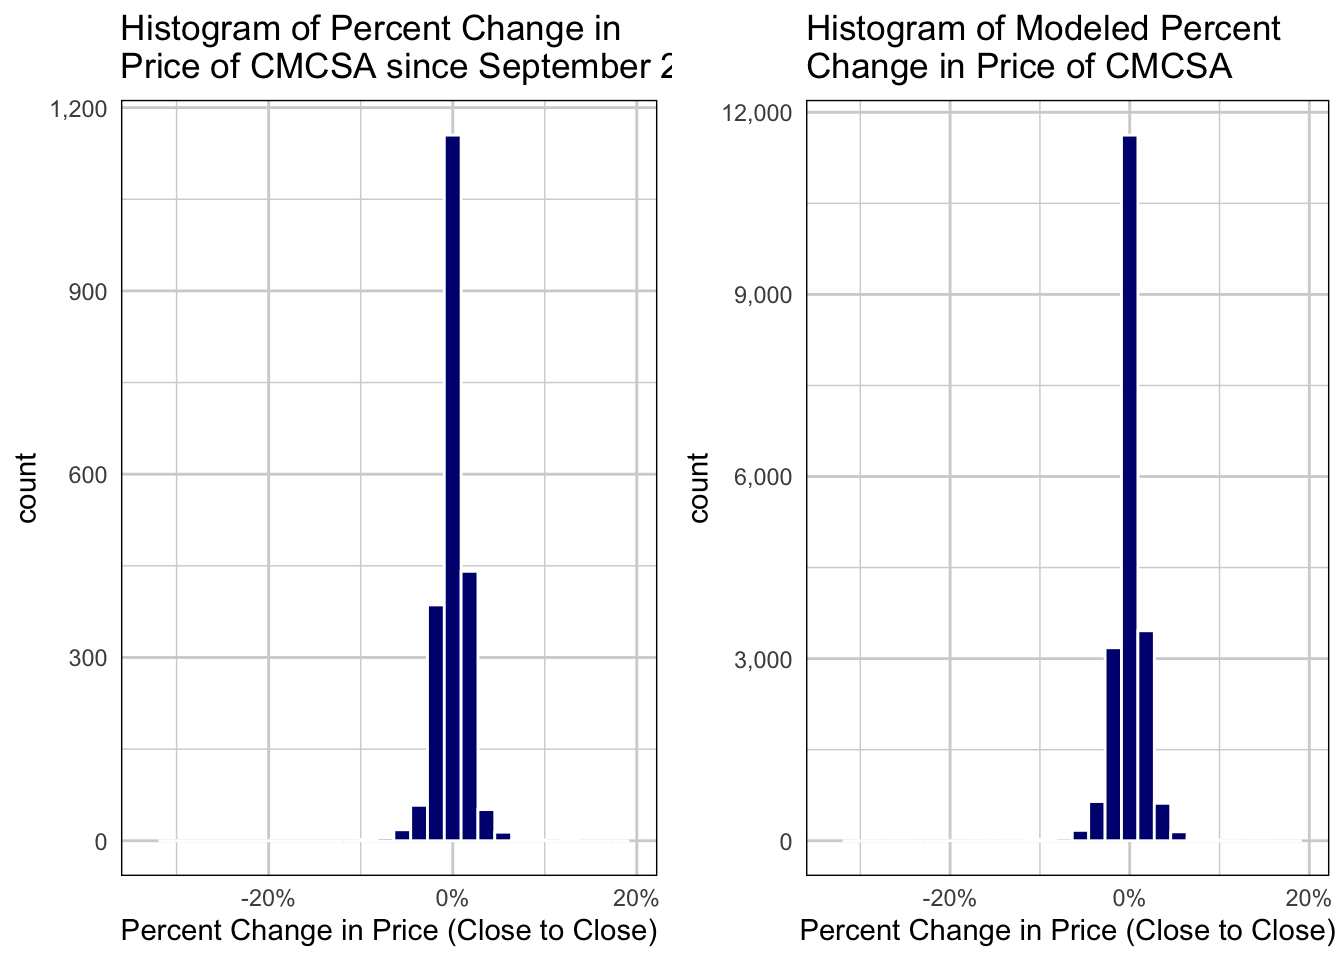 Histogram of Percent Change in
Price of CMCSA since September
1,200
900
600
300
0
count
-20%
0%
20%
Percent Change in Price (Close to Close)
Histogram of Modeled Percent
Change in Price of CMCSA
12,000
9,000
6,000
3,000
0
count
-20%
0%
20%
Percent Change in Price (Close to Close)